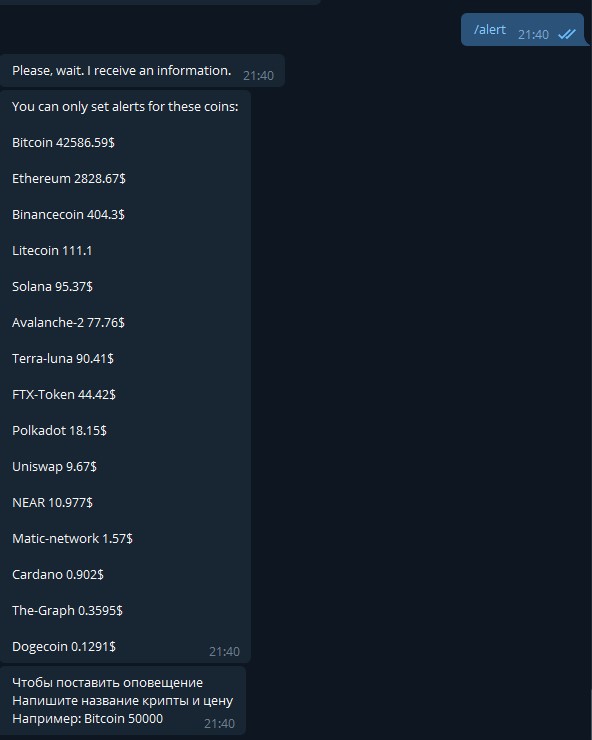 /alert 21:40
Please, wait. I receive an information. 21:40
You can only set alerts for these coins:
Bitcoin 42586.59$
Ethereum 2828.67$
Binancecoin 404.3$
Litecoin 111.1
Solana 95.37$
Avalanche-2 77.76$
Terra-luna 90.41$
FTX-Token 44.42$
Polkadot 18.15$
Uniswap 9.67$
NEAR 10.977$
Matic-network 1.57$
Cardano 0.902$
The-Graph 0.3595$
Dogecoin 0.1291$ 21:40
Чтобы поставить оповещение
Напишите название крипты и цену
Например: Bitcoin 50000 21:40